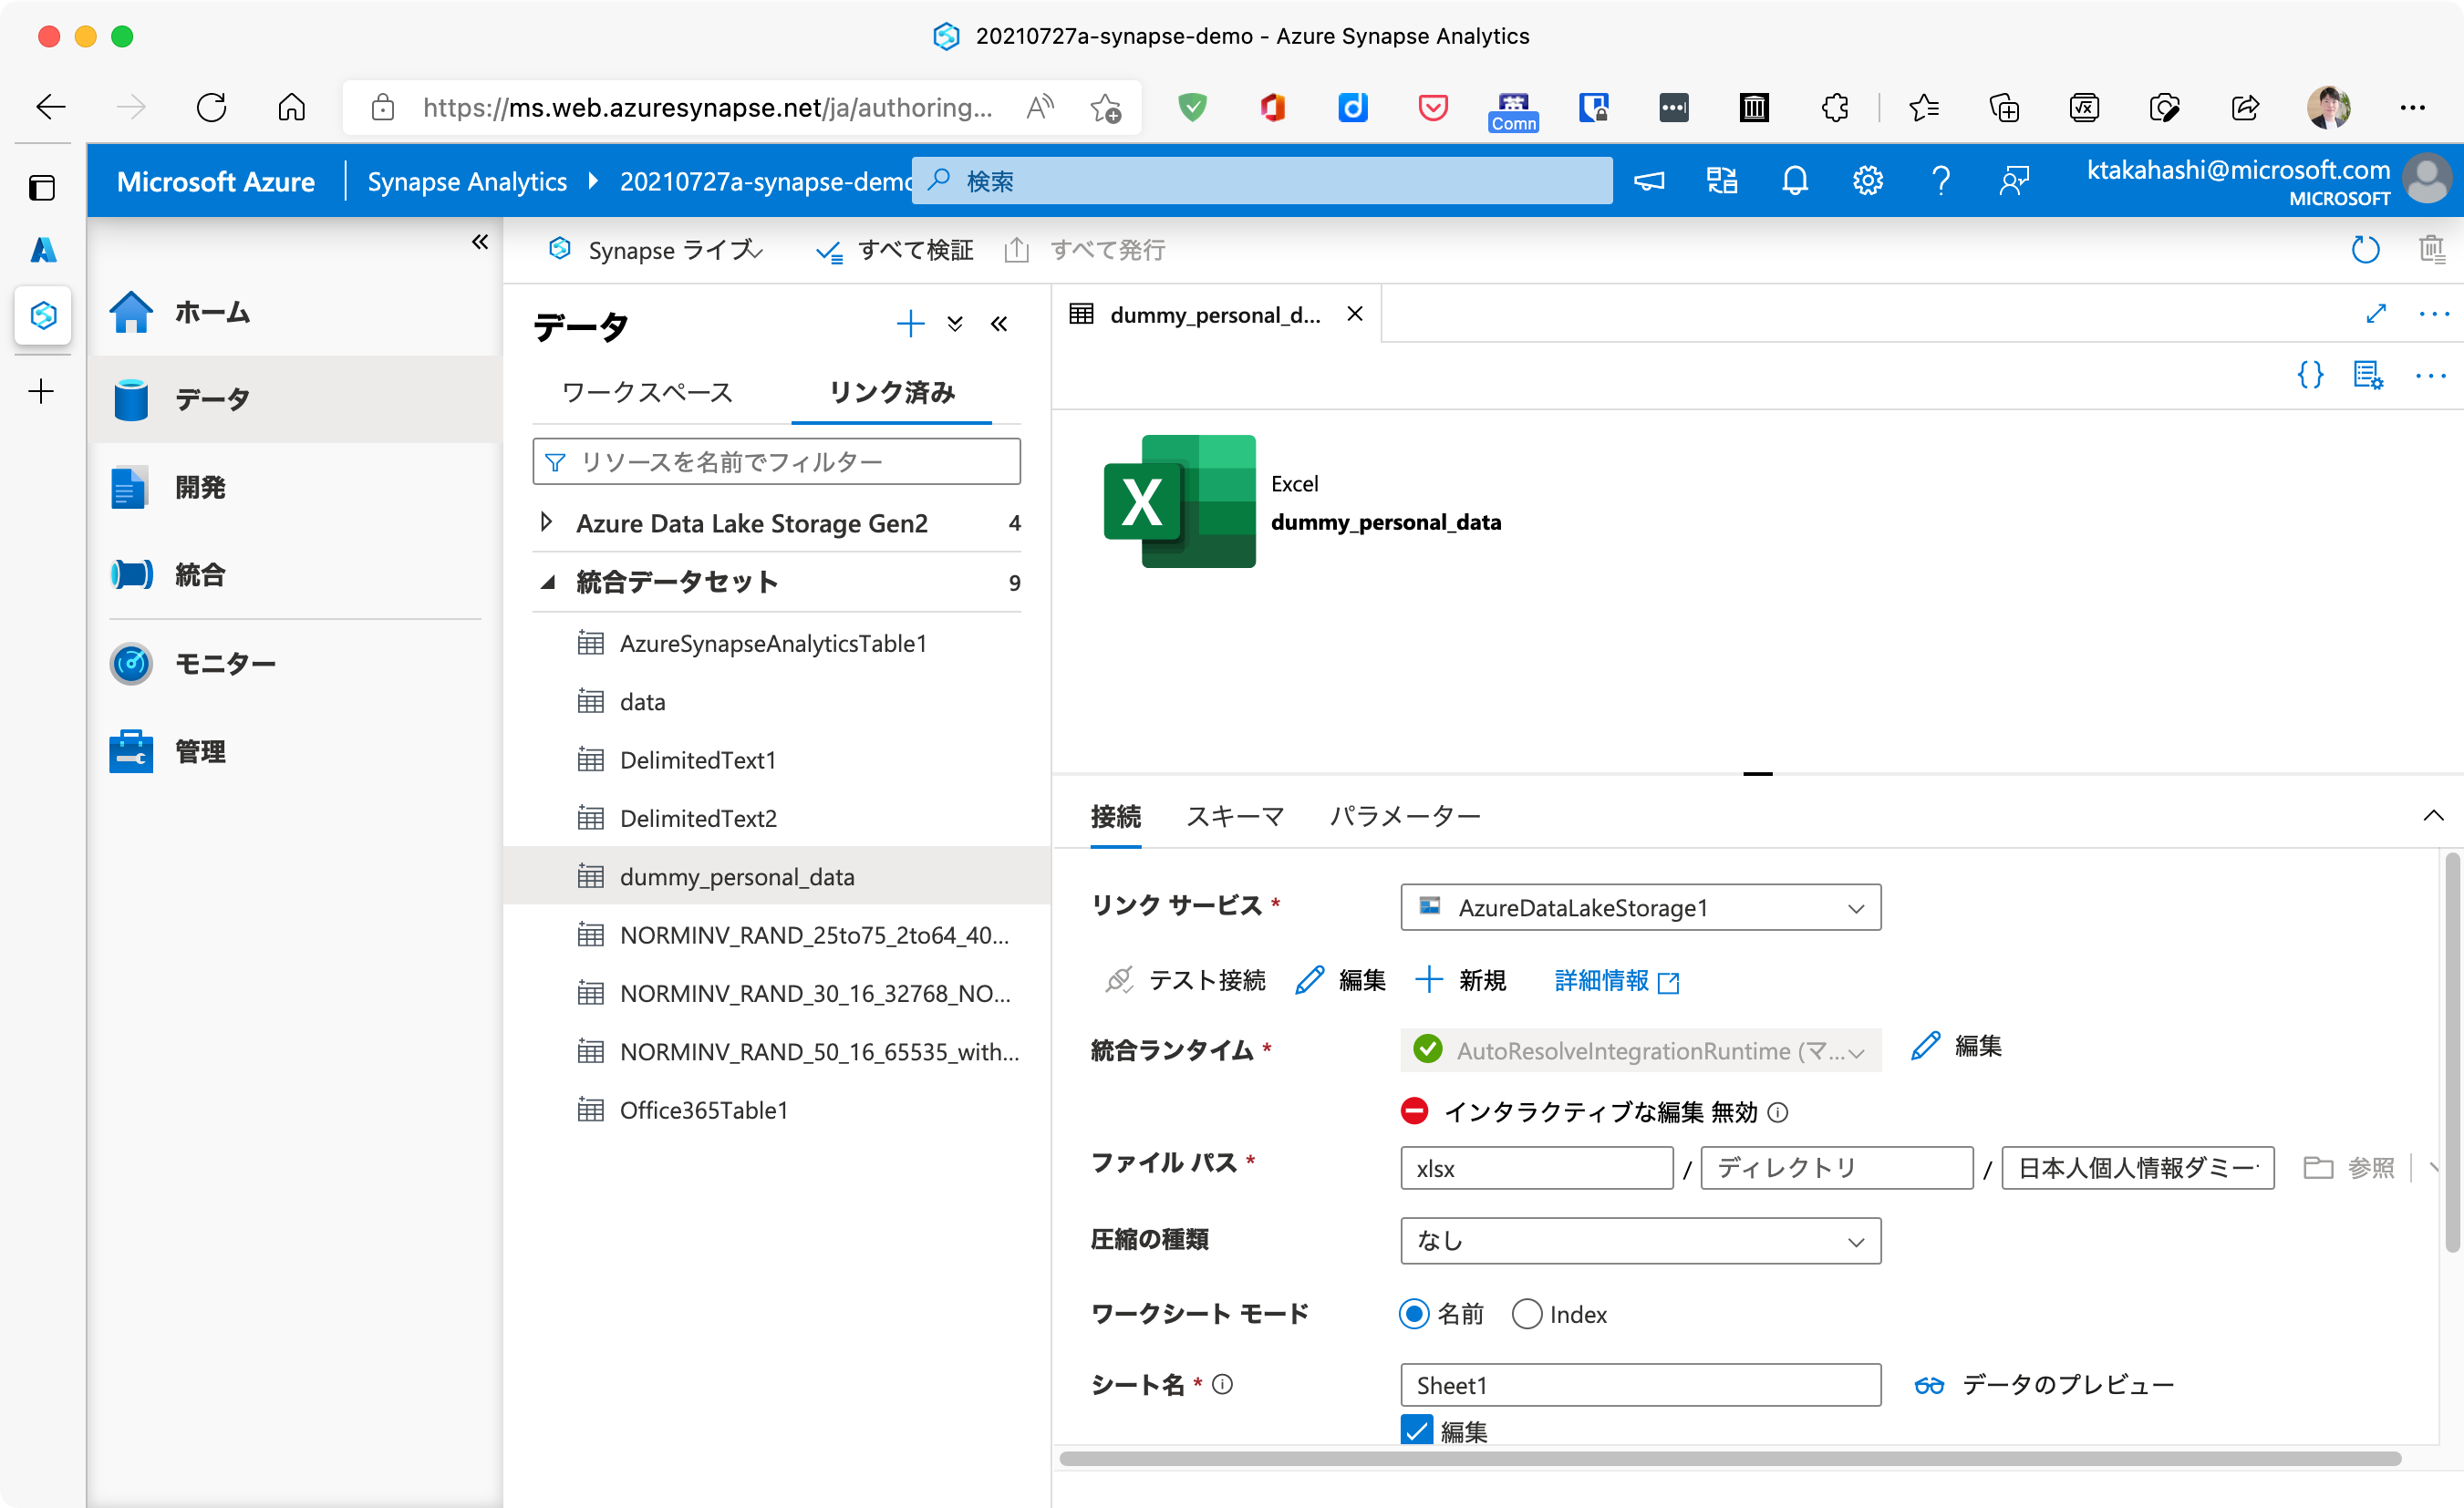 20210727a-synapse-demo - Azure Synapse Analytics
https://ms.web.azuresynapse.net/ja/authoring...
英
Comn
Microsoft Azure
Synapse Analytics
20210727a-synapse-demo
検索
ktakahashi@microsoft.com
MICROSOFT
Synapse ライブ
すべて検証
すべて発行
ホーム
データ
開発
統合
モニター
管理
データ
ワークスペース
リンク済み
リソースを名前でフィルター
Azure Data Lake Storage Gen2 4
統合データセット 9
AzureSynapseAnalyticsTable1
data
DelimitedText1
DelimitedText2
dummy_personal_data
NORMINV_RAND_25to75_2to64_40...
NORMINV_RAND_30_16_32768_NO...
NORMINV_RAND_50_16_65535_with...
Office365Table1
dummy_personal_d...
Excel
dummy_personal_data
接続 スキーマ パラメーター
リンク サービス * AzureDataLakeStorage1
テスト接続 編集 新規 詳細情報
統合ランタイム * AutoResolveIntegrationRuntime (マ... 編集
インタラクティブな編集 無効
ファイル パス * xlsx / ディレクトリ / 日本人個人情報ダミー 参照
圧縮の種類 なし
ワークシート モード 名前 Index
シート名 * Sheet1 データのプレビュー
編集